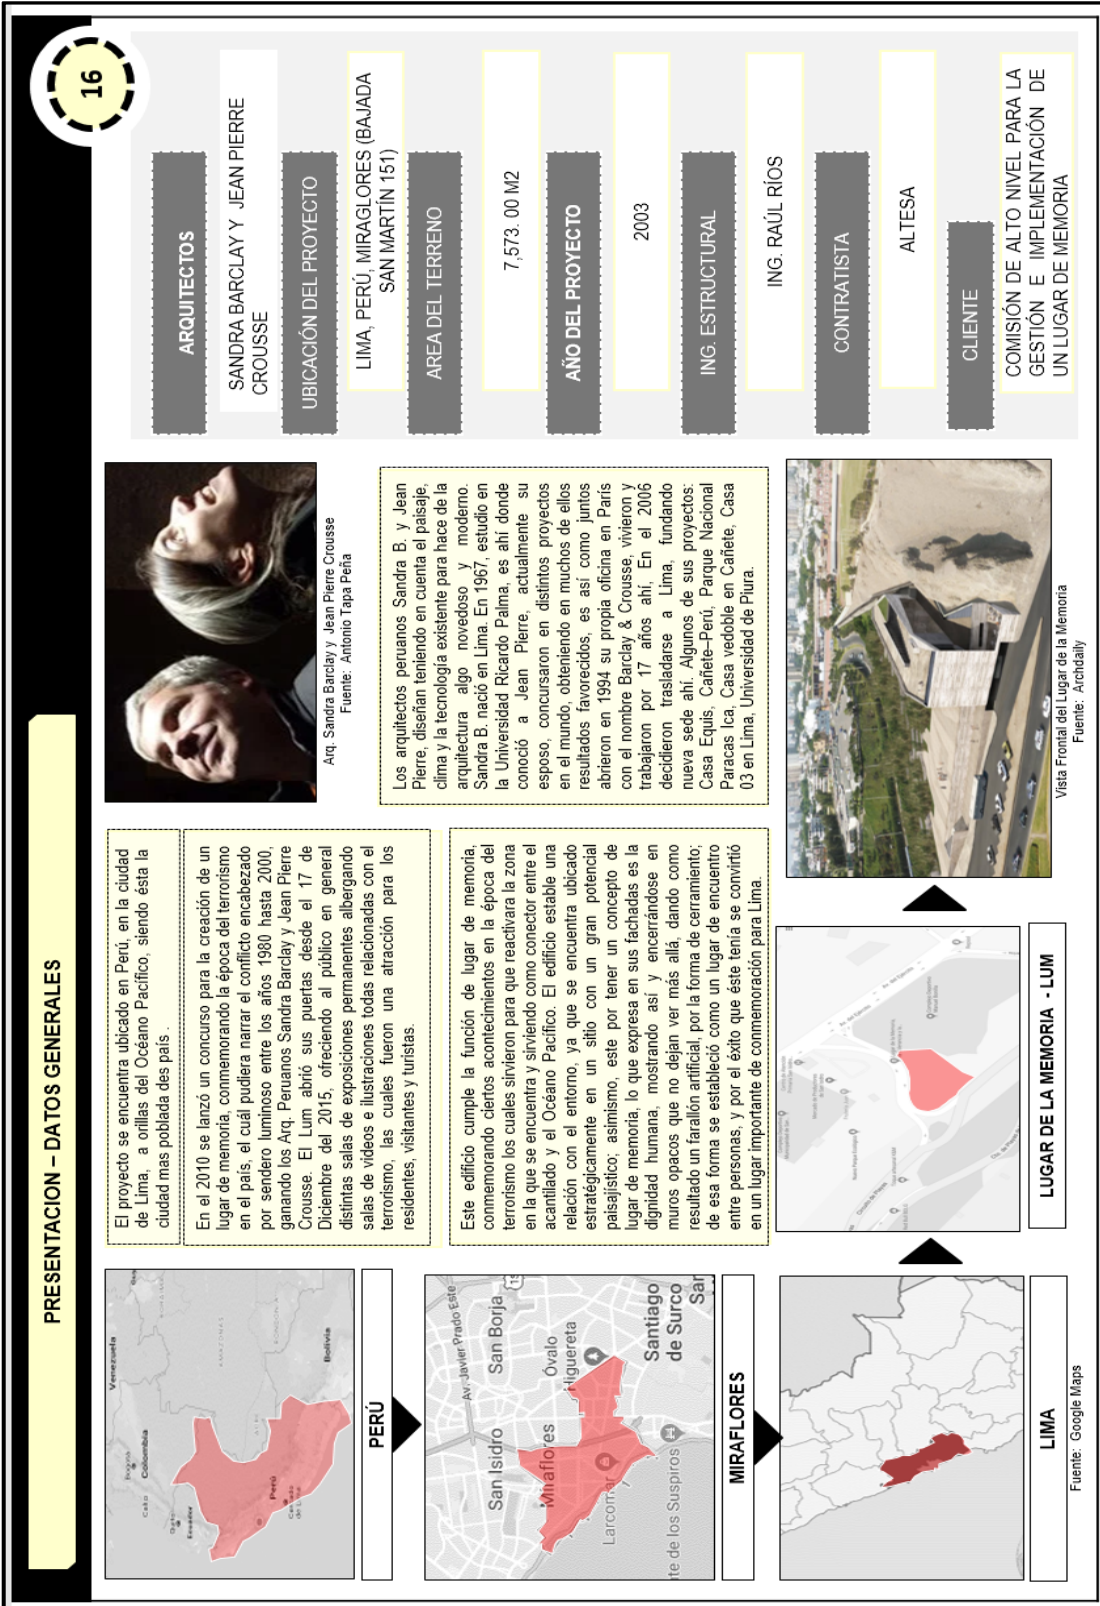 PRESENTACION – DATOS GENERALES
16
Venezuela
Bogotá
Colombia
Cali
Quito
Ecuador
AMAZONAS
ACRE
Perú
Bolivia
PERÚ
Av. Javier Prado Este
San Isidro
San Borja
Miraflores
Óvalo
Higuereta
Larcomar
Santiago
de Surco
nte de los Suspiros
San
MIRAFLORES
LIMA
Fuente: Google Maps
El proyecto se encuentra ubicado en Perú, en la ciudad
de Lima, a orillas del Océano Pacífico, siendo ésta la
ciudad mas poblada des país .
En el 2010 se lanzó un concurso para la creación de un
lugar de memoria, conmemorando la época del terrorismo
en el país, el cual pudiera narrar el conflicto encabezado
por sendero luminoso entre los años 1980 hasta 2000,
ganando los Arq. Peruanos Sandra Barclay y Jean Pierre
Crousse. El Lum abrió sus puertas desde el 17 de
Diciembre del 2015, ofreciendo al público en general
distintas salas de exposiciones permanentes albergando
salas de vídeos e ilustraciones todas relacionadas con el
terrorismo, las cuales fueron una atracción para los
residentes, visitantes y turistas.
Este edificio cumple la función de lugar de memoria,
conmemorando ciertos acontecimientos en la época del
terrorismo los cuales sirvieron para que reactivara la zona
en la que se encuentra y sirviendo como conector entre el
acantilado y el Océano Pacífico. El edificio estable una
relación con el entorno, ya que se encuentra ubicado
estratégicamente en un sitio con un gran potencial
paisajístico; asimismo, este por tener un concepto de
lugar de memoria, lo que expresa en sus fachadas es la
dignidad humana, mostrando así y encerrándose en
muros opacos que no dejan ver más allá, dando como
resultado un farallón artificial, por la forma de cerramiento;
de esa forma se estableció como un lugar de encuentro
entre personas, y por el éxito que éste tenía se convirtió
en un lugar importante de conmemoración para Lima.
LUGAR DE LA MEMORIA - LUM
Arq. Sandra Barclay y Jean Pierre Crousse
Fuente: Antonio Tapa Peña
Los arquitectos peruanos Sandra B. y Jean
Pierre, diseñan teniendo en cuenta el paisaje,
clima y la tecnología existente para hace de la
arquitectura algo novedoso y moderno.
Sandra B. nació en Lima. En 1967, estudio en
la Universidad Ricardo Palma, es ahí donde
conoció a Jean Pierre, actualmente su
esposo, concursaron en distintos proyectos
en el mundo, obteniendo en muchos de ellos
resultados favorecidos, es así como juntos
abrieron en 1994 su propia oficina en París
con el nombre Barclay & Crousse, vivieron y
trabajaron por 17 años ahí, En el 2006
decidieron trasladarse a Lima, fundando
nueva sede ahí. Algunos de sus proyectos:
Casa Equis, Cañete–Perú, Parque Nacional
Paracas Ica, Casa vedoble en Cañete, Casa
03 en Lima, Universidad de Piura.
Vista Frontal del Lugar de la Memoria
Fuente: Archdaily
ARQUITECTOS
SANDRA BARCLAY Y JEAN PIERRE
CROUSSE
UBICACIÓN DEL PROYECTO
LIMA, PERÚ, MIRAGLORES (BAJADA
SAN MARTÍN 151)
AREA DEL TERRENO
7,573. 00 M2
AÑO DEL PROYECTO
2003
ING. ESTRUCTURAL
ING. RAÚL RÍOS
CONTRATISTA
ALTESA
CLIENTE
COMISIÓN DE ALTO NIVEL PARA LA
GESTIÓN E IMPLEMENTACIÓN DE
UN LUGAR DE MEMORIA